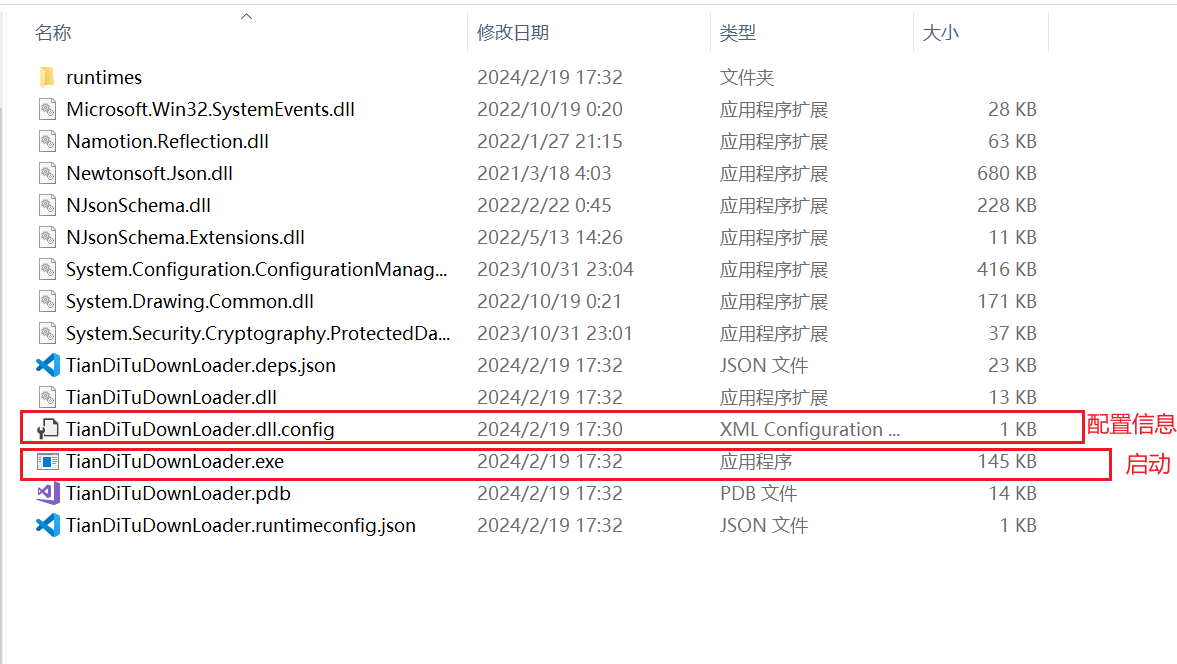 名称 修改日期 类型 大小
runtimes 2024/2/19 17:32 文件夹
Microsoft.Win32.SystemEvents.dll 2022/10/19 0:20 应用程序扩展 28 KB
Namotion.Reflection.dll 2022/1/27 21:15 应用程序扩展 63 KB
Newtonsoft.Json.dll 2021/3/18 4:03 应用程序扩展 680 KB
NJsonSchema.dll 2022/2/22 0:45 应用程序扩展 228 KB
NJsonSchema.Extensions.dll 2022/5/13 14:26 应用程序扩展 11 KB
System.Configuration.ConfigurationManag... 2023/10/31 23:04 应用程序扩展 416 KB
System.Drawing.Common.dll 2022/10/19 0:21 应用程序扩展 171 KB
System.Security.Cryptography.ProtectedDa... 2023/10/31 23:01 应用程序扩展 37 KB
TianDiTuDownLoader.deps.json 2024/2/19 17:32 JSON 文件 23 KB
TianDiTuDownLoader.dll 2024/2/19 17:32 应用程序扩展 13 KB
TianDiTuDownLoader.dll.config 2024/2/19 17:30 XML Configuration ... 1 KB 配置信息
TianDiTuDownLoader.exe 2024/2/19 17:32 应用程序 145 KB 启动
TianDiTuDownLoader.pdb 2024/2/19 17:32 PDB 文件 14 KB
TianDiTuDownLoader.runtimeconfig.json 2024/2/19 17:32 JSON 文件 1 KB